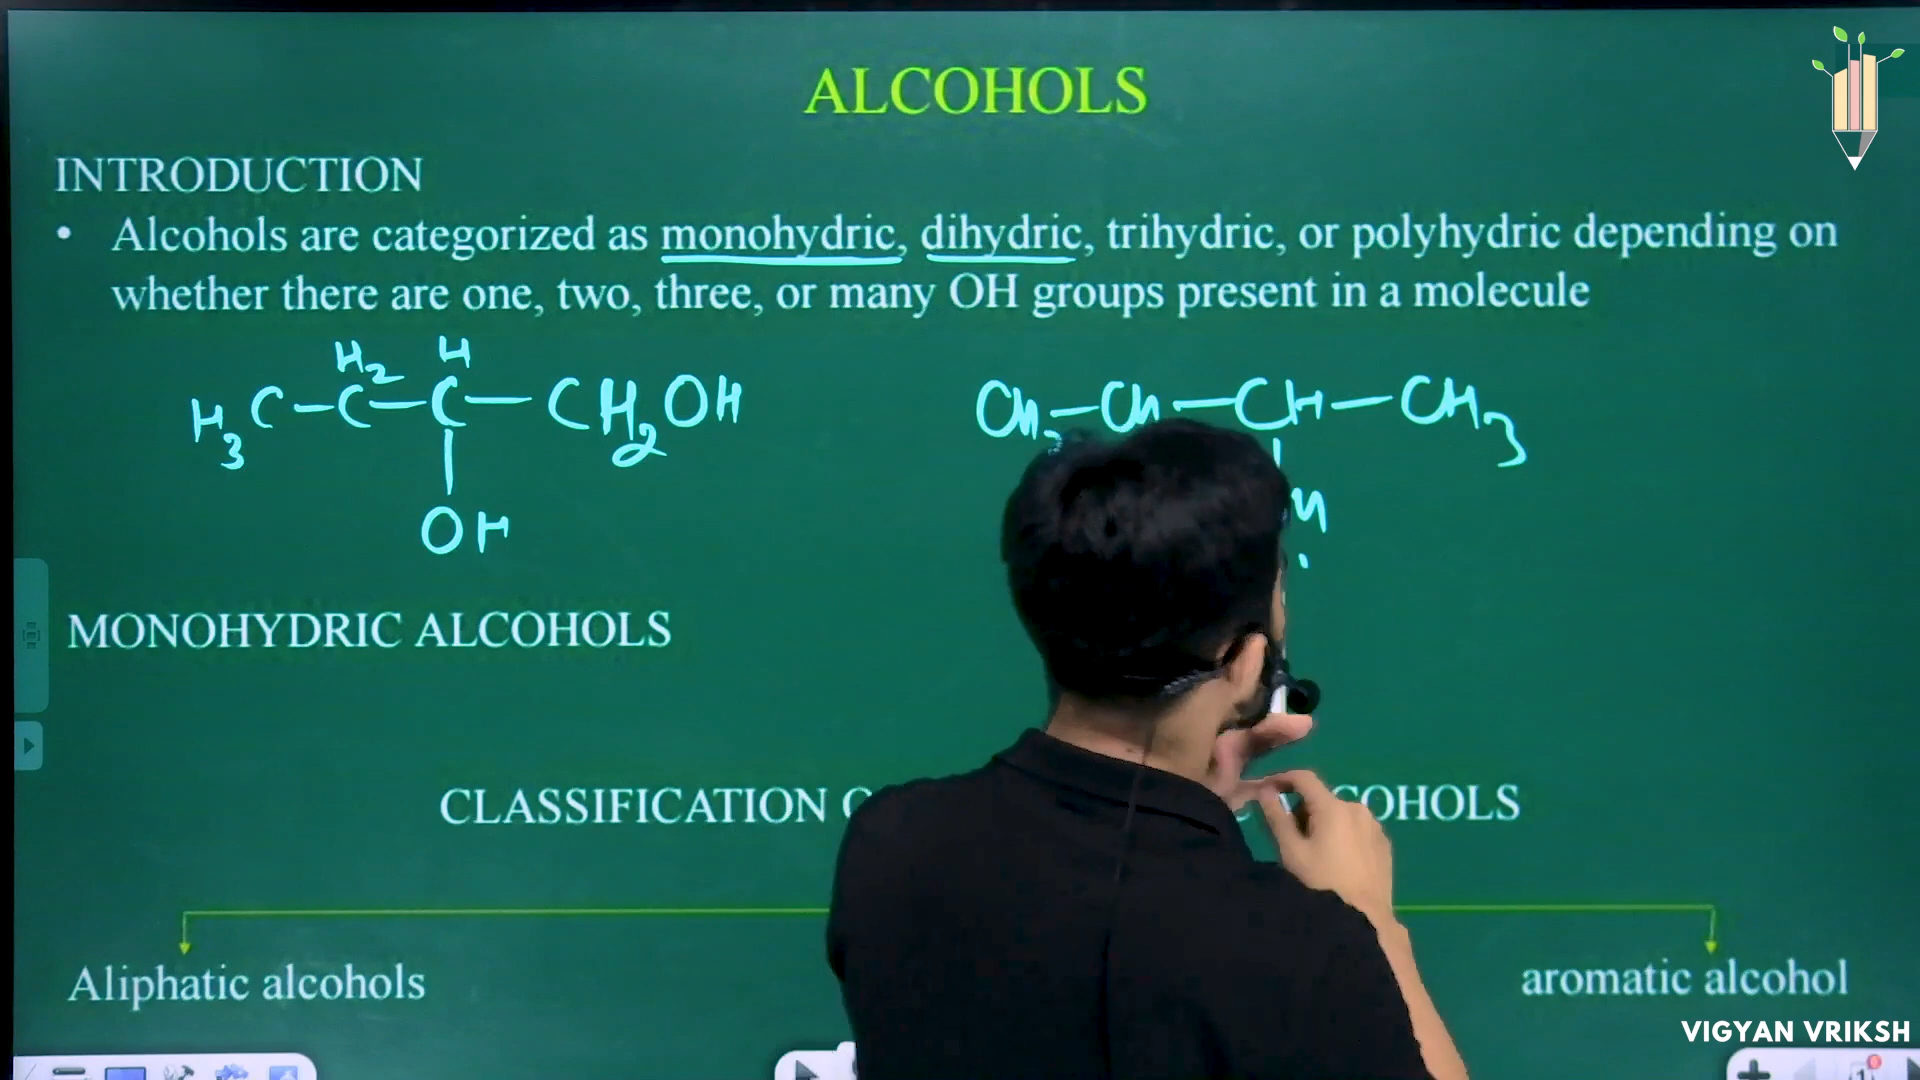 ALCOHOLS
INTRODUCTION
• Alcohols are categorized as monohydric, dihydric, trihydric, or polyhydric depending on
whether there are one, two, three, or many OH groups present in a molecule
H2 H
H3C-C-C-CH2OH
OH
CH3-CH-CH-CH3
MONOHYDRIC ALCOHOLS
CLASSIFICATION COHOLS
Aliphatic alcohols
aromatic alcohol
VIGYAN VRIKSH